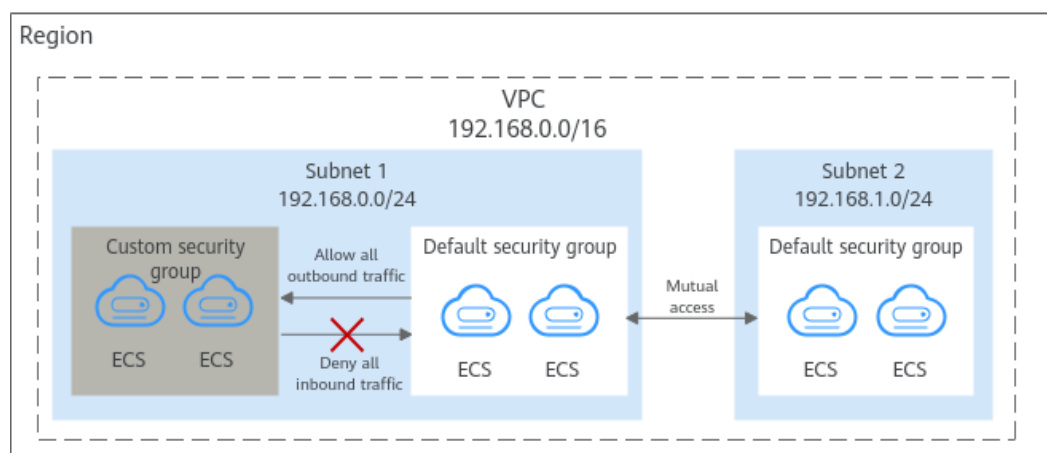 Region
VPC
192.168.0.0/16
Subnet 1
192.168.0.0/24
Custom security
group
ECS
ECS
Allow all
outbound traffic
Deny all
inbound traffic
Default security group
ECS
ECS
Mutual
access
Subnet 2
192.168.1.0/24
Default security group
ECS
ECS